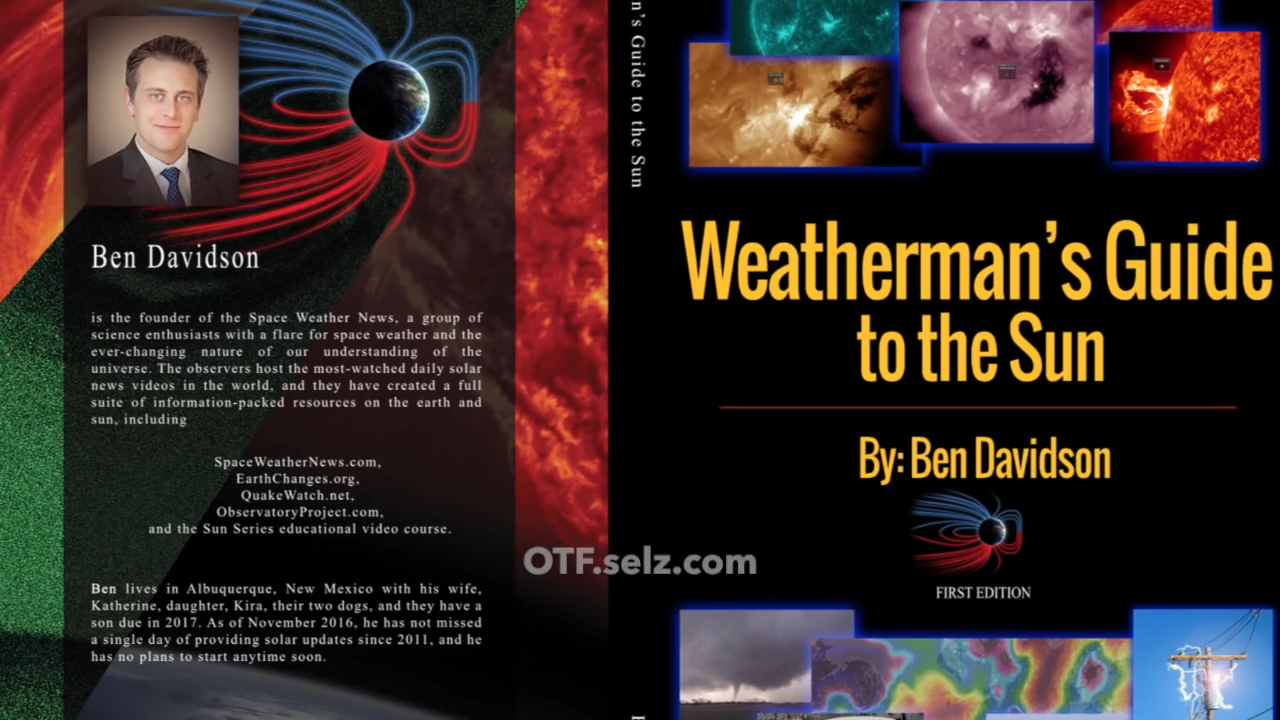 Ben Davidson
is the founder of the Space Weather News, a group of
science enthusiasts with a flare for space weather and the
ever-changing nature of our understanding of the
universe. The observers host the most-watched daily solar
news videos in the world, and they have created a full
suite of information-packed resources on the earth and
sun, including
SpaceWeatherNews.com,
EarthChanges.org,
QuakeWatch.net,
ObservatoryProject.com,
and the Sun Series educational video course.
Ben lives in Albuquerque, New Mexico with his wife,
Katherine, daughter, Kira, their two dogs, and they have a
son due in 2017. As of November 2016, he has not missed
a single day of providing solar updates since 2011, and he
has no plans to start anytime soon.
n's Guide to the Sun
OTF.selz.com
Weatherman's Guide
to the Sun
By: Ben Davidson
FIRST EDITION